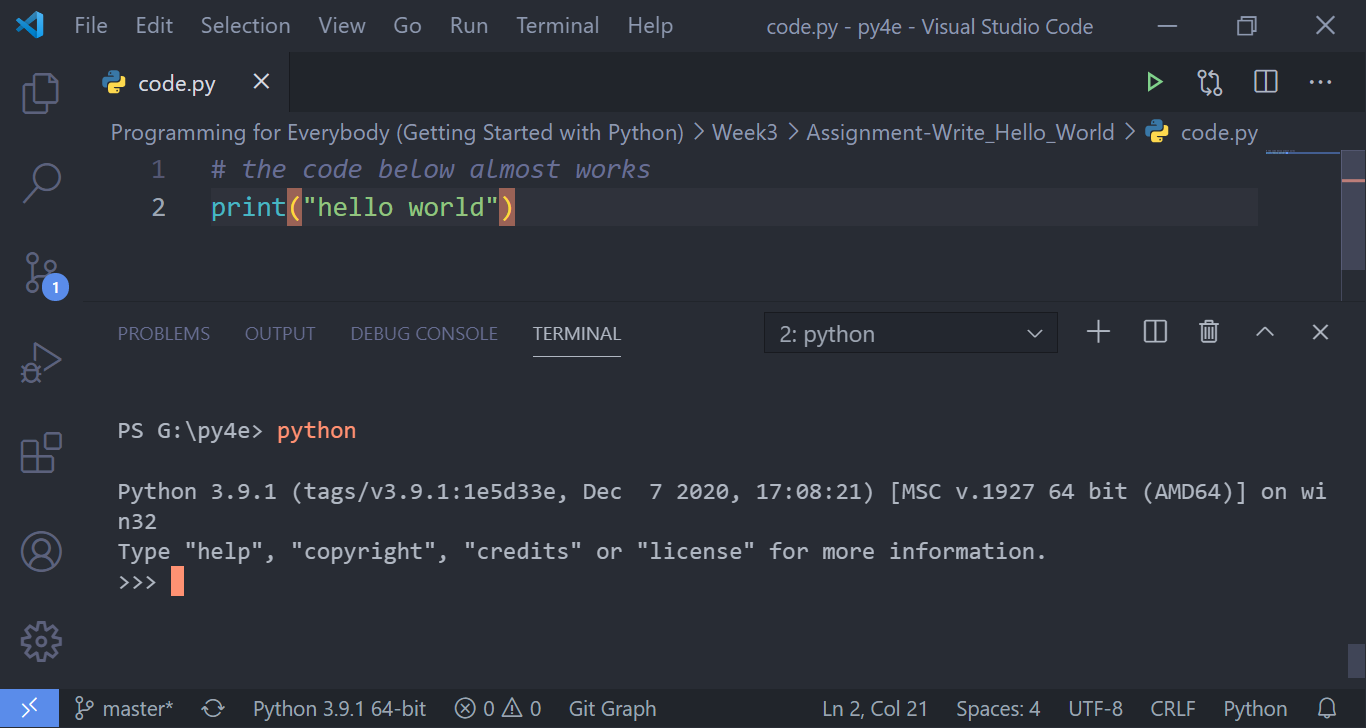 File Edit Selection View Go Run Terminal Help code.py - py4e - Visual Studio Code
code.py
Programming for Everybody (Getting Started with Python) > Week3 > Assignment-Write_Hello_World > code.py
1 # the code below almost works
2 print("hello world")
1
PROBLEMS OUTPUT DEBUG CONSOLE TERMINAL 2: python
PS G:\py4e> python
Python 3.9.1 (tags/v3.9.1:1e5d33e, Dec  7 2020, 17:08:21) [MSC v.1927 64 bit (AMD64)] on wi
n32
Type "help", "copyright", "credits" or "license" for more information.
>>>
master* Python 3.9.1 64-bit 0 0 Git Graph Ln 2, Col 21 Spaces: 4 UTF-8 CRLF Python